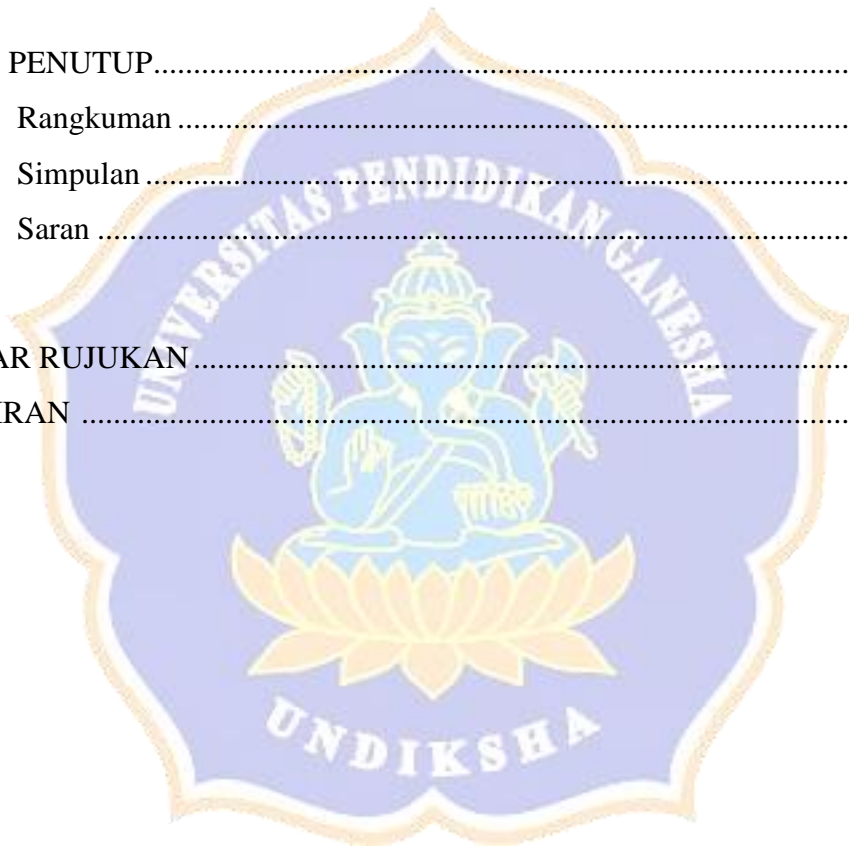 PENUTUP..........................................................................................
Rangkuman .......................................................................................
Simpulan ...........................................................................................
Saran .................................................................................................
AR RUJUKAN ...................................................................................
IRAN ................................................................................................
UNIVERSITAS PENDIDIKAN GANESHA
UNDIKSHA